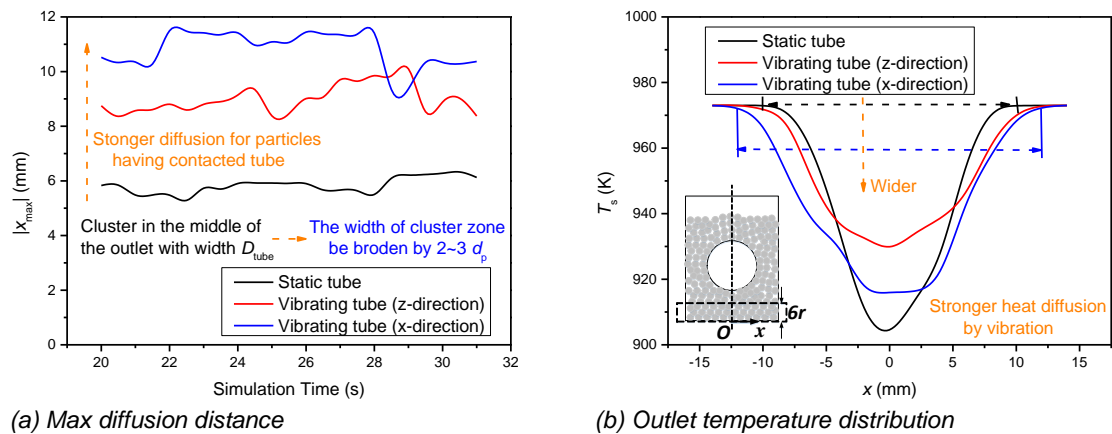 12
10
8
6
4
2
0
|x_max| (mm)
Stonger diffusion for particles
having contacted tube
Cluster in the middle of
the outlet with width D_tube
The width of cluster zone
be broden by 2~3 d_p
Static tube
Vibrating tube (z-direction)
Vibrating tube (x-direction)
20 22 24 26 28 30 32
Simulation Time (s)
(a) Max diffusion distance
1000
980
960
940
920
900
T_s (K)
Static tube
Vibrating tube (z-direction)
Vibrating tube (x-direction)
Wider
6r
O x
Stronger heat diffusion
by vibration
-15 -10 -5 0 5 10 15
x (mm)
(b) Outlet temperature distribution